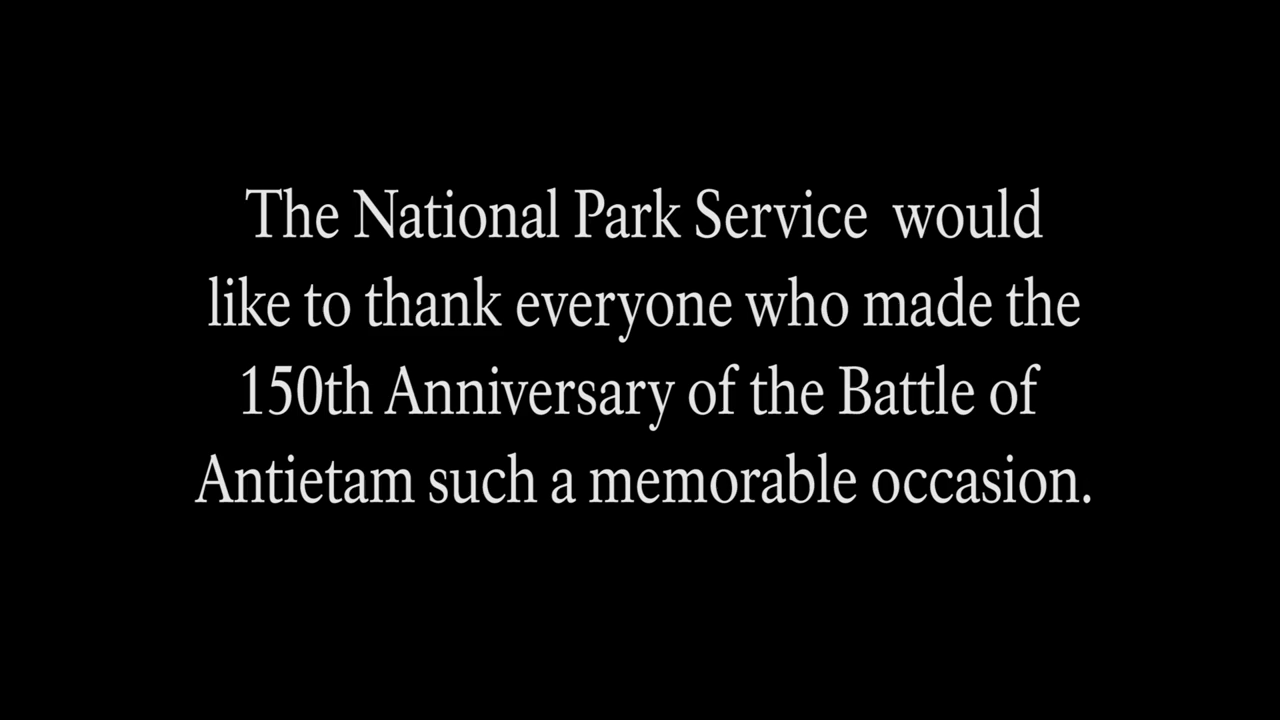 The National Park Service  would
like to thank everyone who made the
150th Anniversary of the Battle of
Antietam such a memorable occasion.